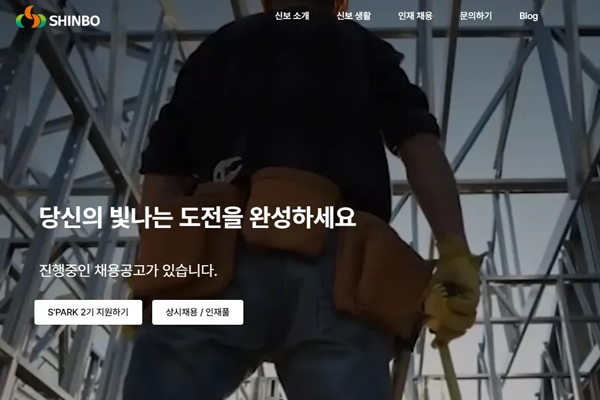 SHINBO
신보 소개
신보 생활
인재 채용
문의하기
Blog
당신의 빛나는 도전을 완성하세요
진행중인 채용공고가 있습니다.
S'PARK 2기 지원하기
상시채용 / 인재풀